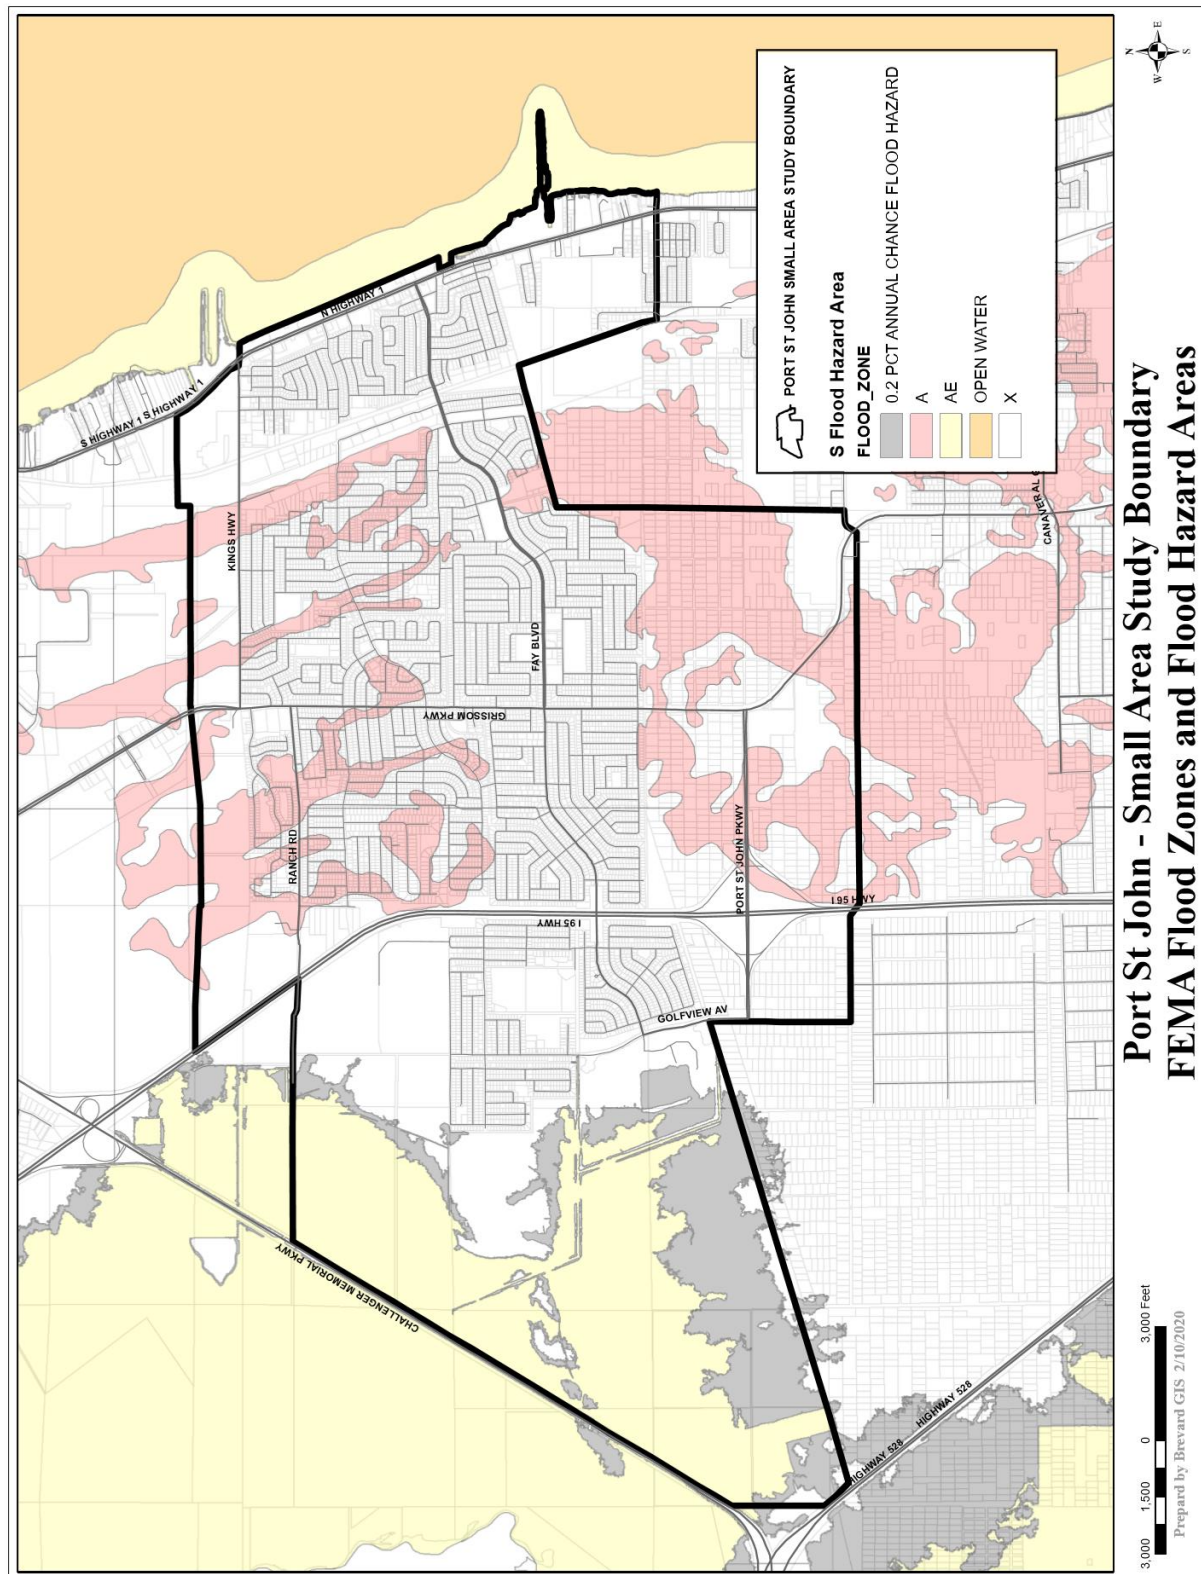 S HIGHWAY 1
S HIGHWAY 1
N HIGHWAY 1
KINGS HWY
FAY BLVD
GRISSOM PKWY
RANCH RD
PORT ST JOHN PKWY
I 95 HWY
I 95 HWY
GOLFVIEW AV
CHALLENGER MEMORIAL PKWY
HIGHWAY 528
HIGHWAY 528
PORT ST JOHN SMALL AREA STUDY BOUNDARY
S Flood Hazard Area
FLOOD_ZONE
0.2 PCT ANNUAL CHANCE FLOOD HAZARD
A
AE
OPEN WATER
X
N
W E
S
Port St John - Small Area Study Boundary
FEMA Flood Zones and Flood Hazard Areas
3,000 1,500 0 3,000 Feet
Prepard by Brevard GIS 2/10/2020